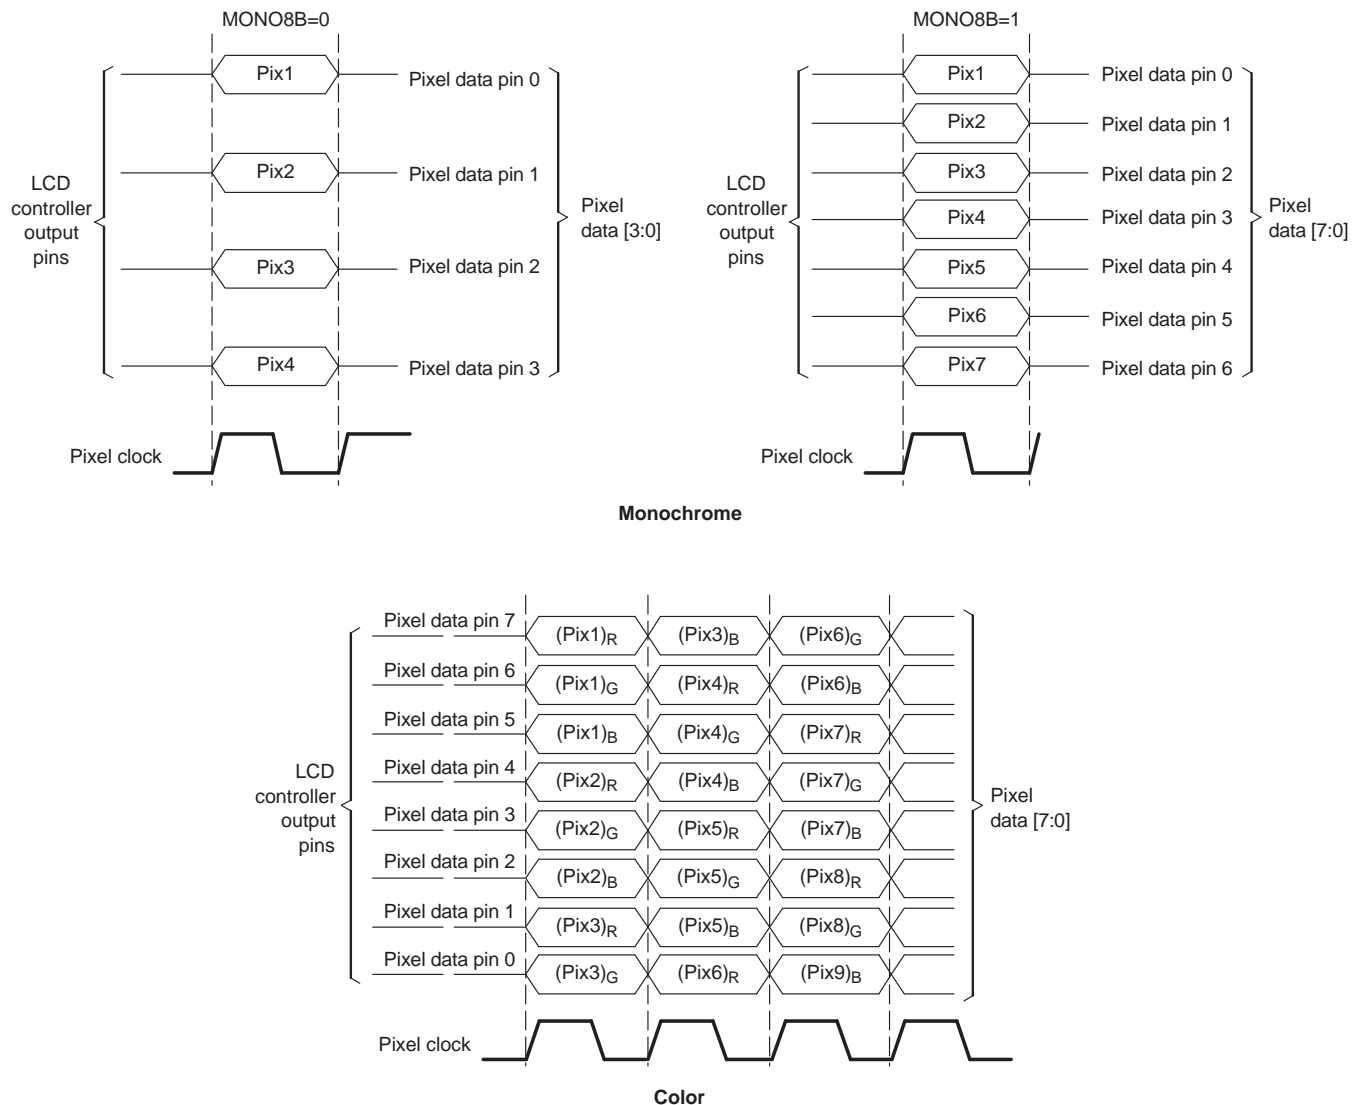 MONO8B=0
Pix1
Pixel data pin 0
Pix2
Pixel data pin 1
Pix3
Pixel data pin 2
Pix4
Pixel data pin 3
LCD
controller
output
pins
Pixel
data [3:0]
Pixel clock
MONO8B=1
Pix1
Pixel data pin 0
Pix2
Pixel data pin 1
Pix3
Pixel data pin 2
Pix4
Pixel data pin 3
Pix5
Pixel data pin 4
Pix6
Pixel data pin 5
Pix7
Pixel data pin 6
LCD
controller
output
pins
Pixel
data [7:0]
Pixel clock
Monochrome
Pixel data pin 7 (Pix1)R (Pix3)B (Pix6)G
Pixel data pin 6 (Pix1)G (Pix4)R (Pix6)B
Pixel data pin 5 (Pix1)B (Pix4)G (Pix7)R
Pixel data pin 4 (Pix2)R (Pix4)B (Pix7)G
Pixel data pin 3 (Pix2)G (Pix5)R (Pix7)B
Pixel data pin 2 (Pix2)B (Pix5)G (Pix8)R
Pixel data pin 1 (Pix3)R (Pix5)B (Pix8)G
Pixel data pin 0 (Pix3)G (Pix6)R (Pix9)B
LCD
controller
output
pins
Pixel
data [7:0]
Pixel clock
Color